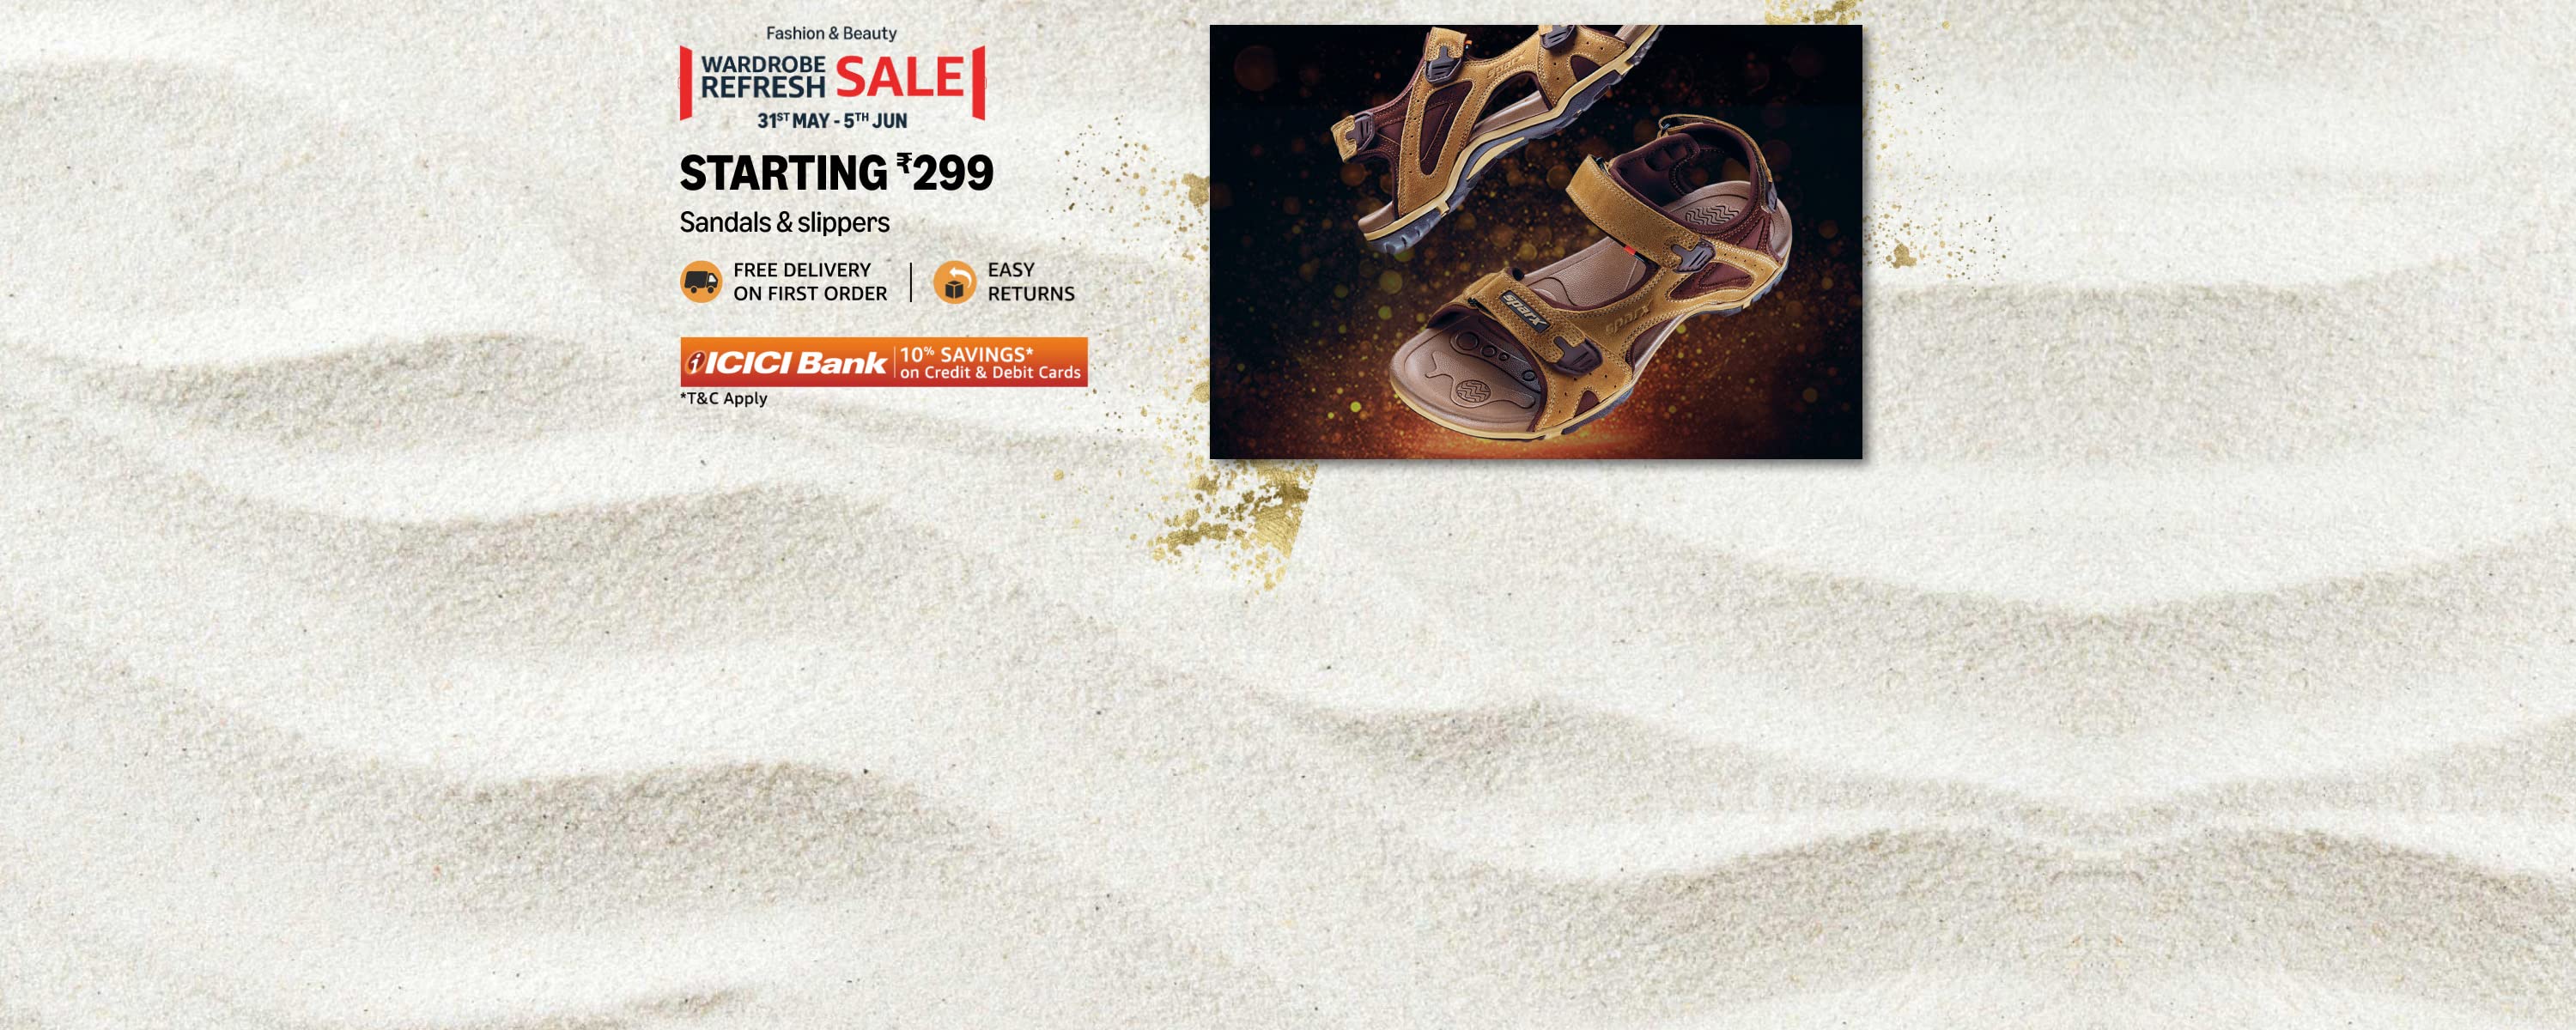 Fashion & Beauty
WARDROBE
REFRESH SALE
31ST MAY - 5TH JUN
STARTING ₹299
Sandals & slippers
FREE DELIVERY
ON FIRST ORDER
EASY
RETURNS
ICICI Bank
10% SAVINGS*
on Credit & Debit Cards
*T&C Apply
sparx
sparx
sparx